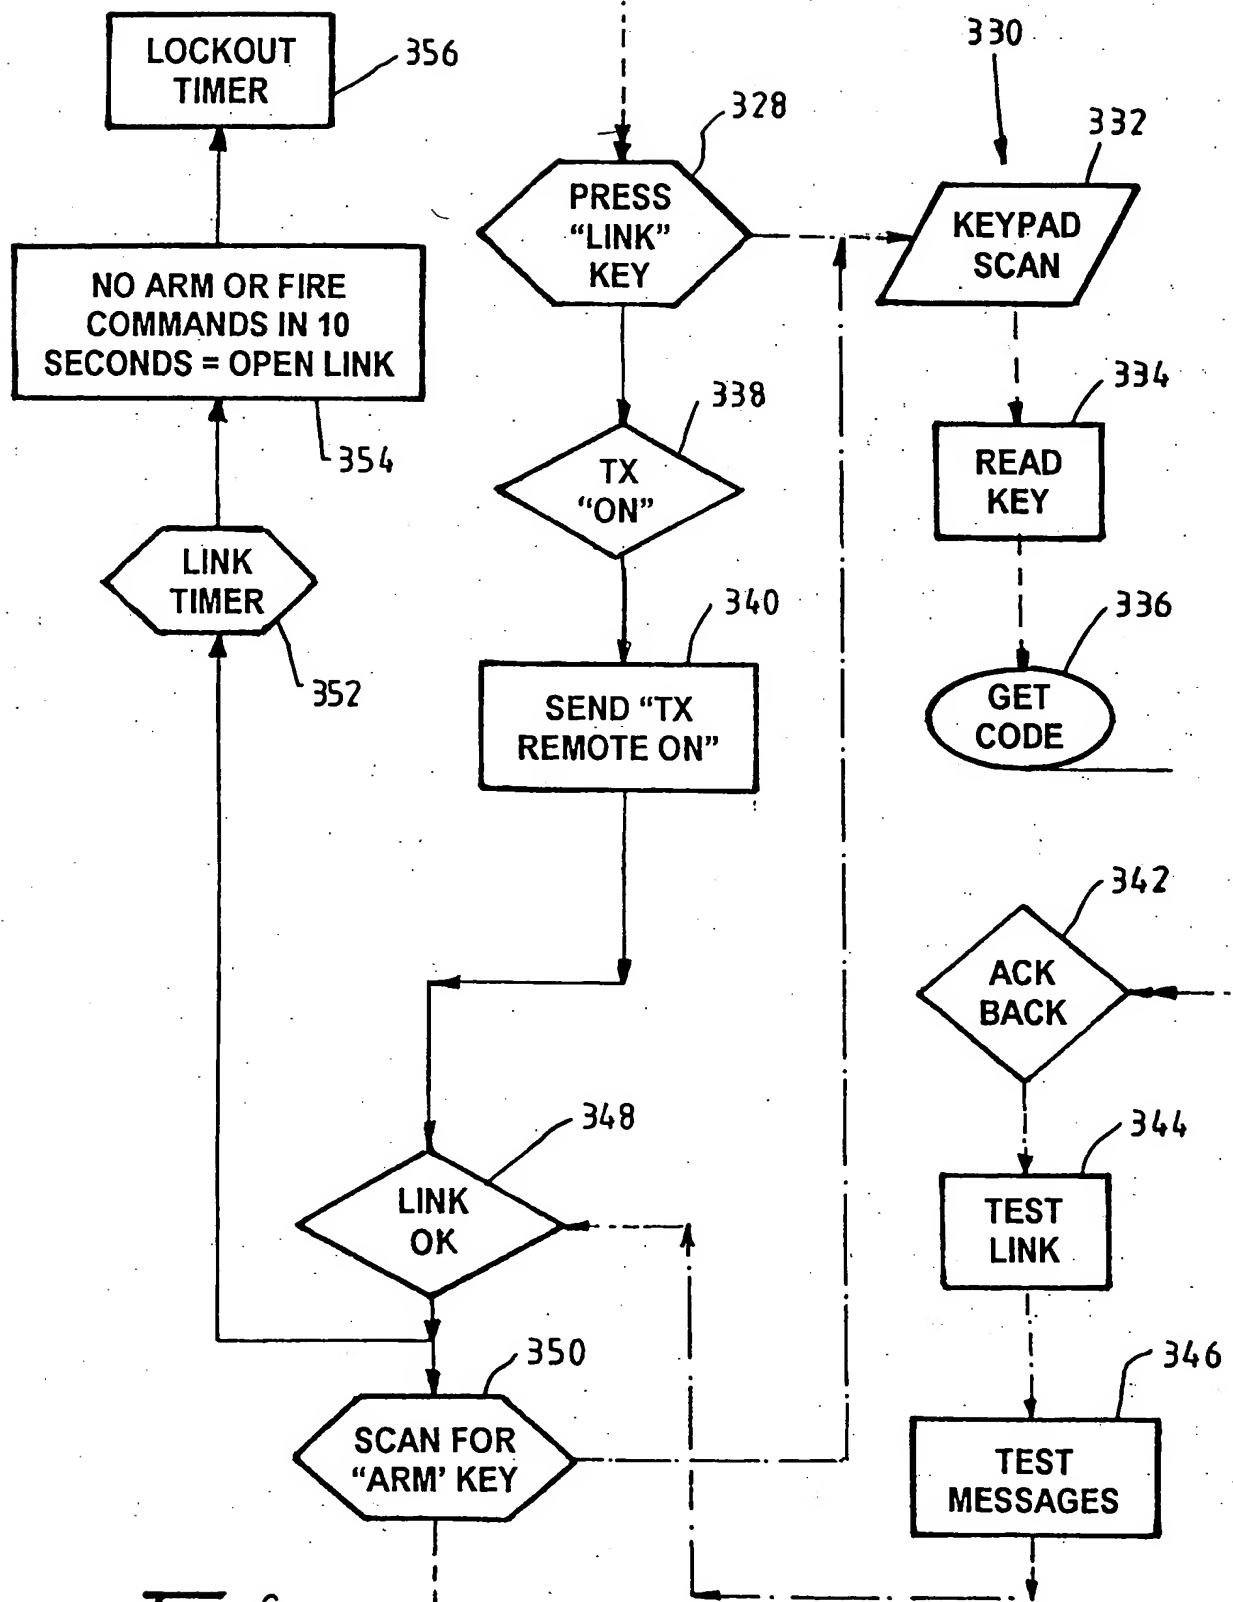 LOCKOUT
TIMER
356
330
328
332
PRESS
“LINK”
KEY
KEYPAD
SCAN
NO ARM OR FIRE
COMMANDS IN 10
SECONDS = OPEN LINK
354
338
334
TX
“ON”
READ
KEY
LINK
TIMER
352
340
336
SEND “TX
REMOTE ON”
GET
CODE
342
ACK
BACK
348
344
LINK
OK
TEST
LINK
350
346
SCAN FOR
“ARM’ KEY
TEST
MESSAGES